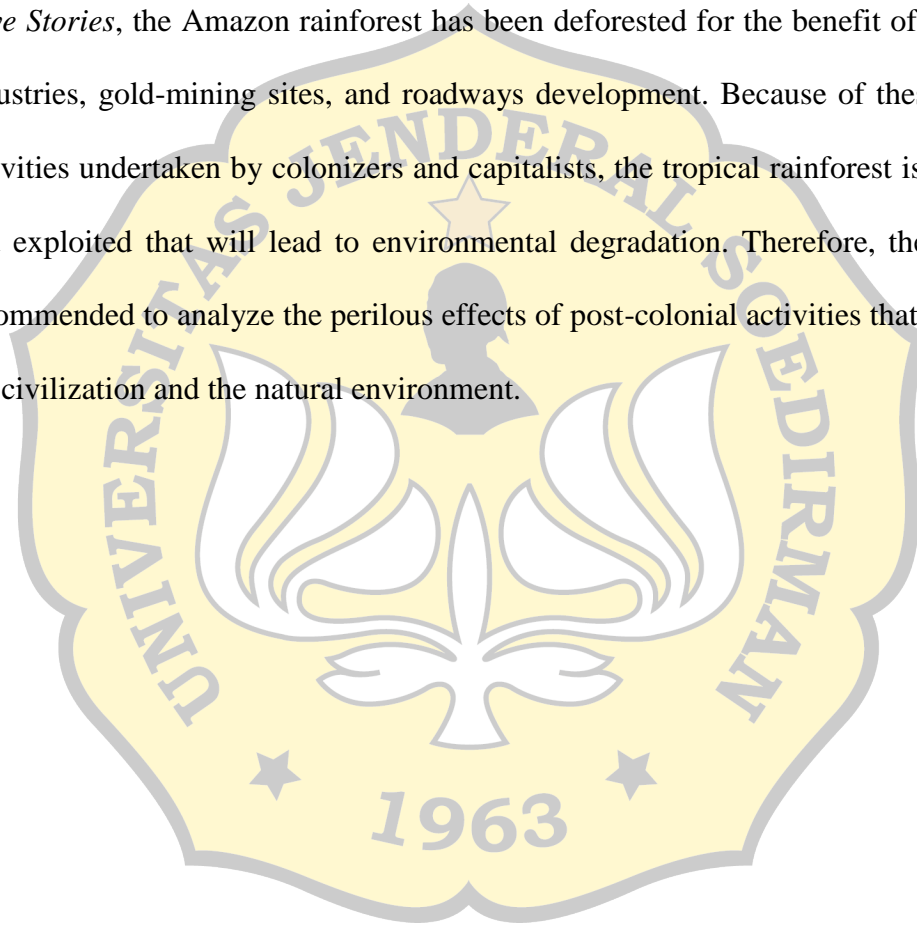 ve Stories, the Amazon rainforest has been deforested for the benefit of
ustries, gold-mining sites, and roadways development. Because of the
vities undertaken by colonizers and capitalists, the tropical rainforest is
exploited that will lead to environmental degradation. Therefore, the
ommended to analyze the perilous effects of post-colonial activities that
civilization and the natural environment.
UNIVERSITAS JENDERAL SOEDIRMAN
1963